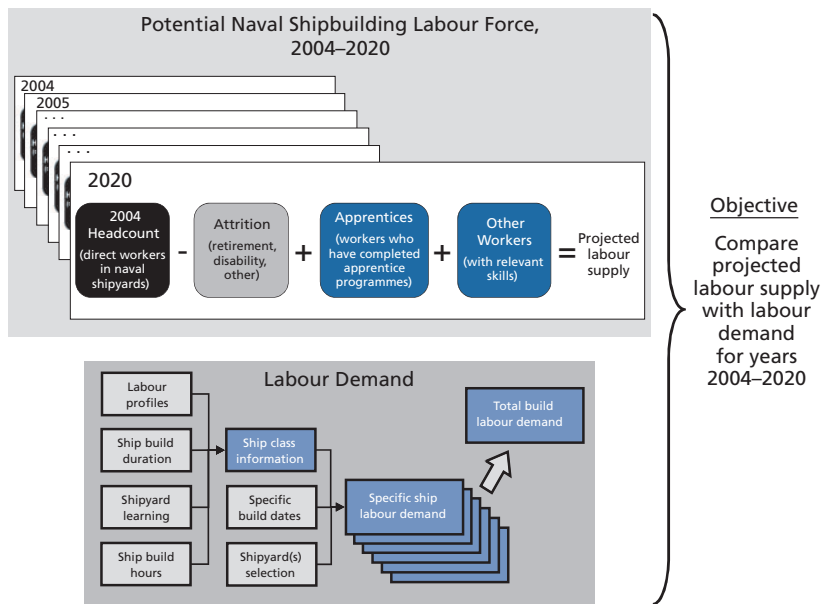 Potential Naval Shipbuilding Labour Force,
2004–2020
2004
2005
. . .
. . .
. . .
2020
2004
Headcount
(direct workers
in naval
shipyards)
-
Attrition
(retirement,
disability,
other)
+
Apprentices
(workers who
have completed
apprentice
programmes)
+
Other
Workers
(with relevant
skills)
=
Projected
labour
supply
Objective
Compare
projected
labour supply
with labour
demand
for years
2004–2020
Labour Demand
Labour
profiles
Ship build
duration
Shipyard
learning
Ship build
hours
Ship class
information
Specific
build dates
Shipyard(s)
selection
Specific ship
labour demand
Total build
labour demand